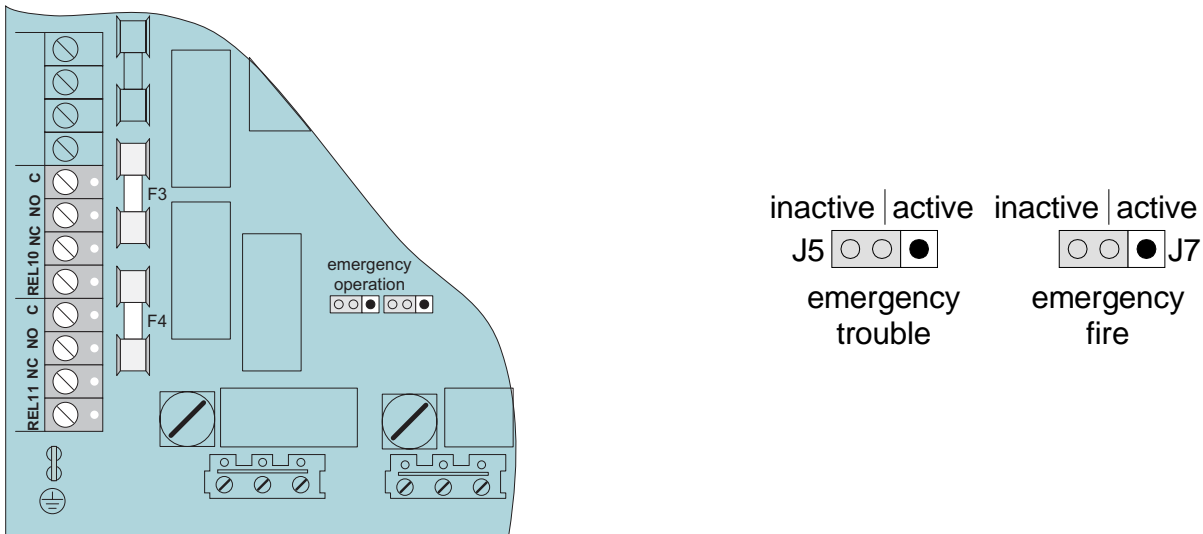 C
NO
NC
REL10
F3
C
NO
NC
REL11
F4
emergency
operation
inactive active
J5
emergency
trouble
inactive active
J7
emergency
fire